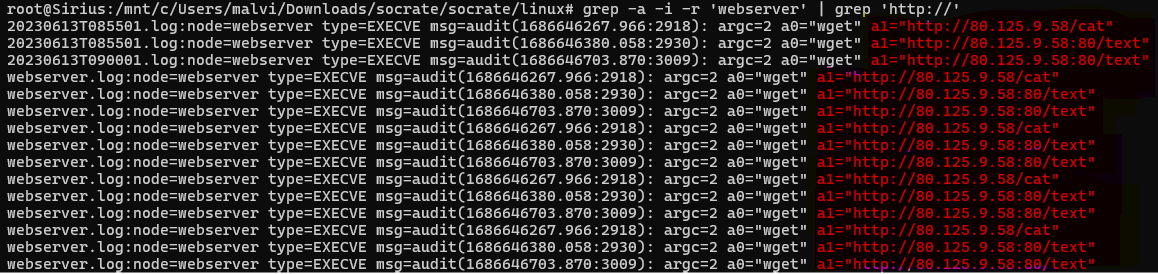 root@Sirius:/mnt/c/Users/malvi/Downloads/socrate/socrate/linux# grep -a -i -r 'webserver' | grep 'http://'
20230613T085501.log:node=webserver type=EXECVE msg=audit(1686646267.966:2918): argc=2 a0="wget" a1="http://80.125.9.58/cat"
20230613T085501.log:node=webserver type=EXECVE msg=audit(1686646380.058:2930): argc=2 a0="wget" a1="http://80.125.9.58:80/text"
20230613T090001.log:node=webserver type=EXECVE msg=audit(1686646703.870:3009): argc=2 a0="wget" a1="http://80.125.9.58:80/text"
webserver.log:node=webserver type=EXECVE msg=audit(1686646267.966:2918): argc=2 a0="wget" a1="http://80.125.9.58/cat"
webserver.log:node=webserver type=EXECVE msg=audit(1686646380.058:2930): argc=2 a0="wget" a1="http://80.125.9.58:80/text"
webserver.log:node=webserver type=EXECVE msg=audit(1686646703.870:3009): argc=2 a0="wget" a1="http://80.125.9.58:80/text"
webserver.log:node=webserver type=EXECVE msg=audit(1686646267.966:2918): argc=2 a0="wget" a1="http://80.125.9.58/cat"
webserver.log:node=webserver type=EXECVE msg=audit(1686646380.058:2930): argc=2 a0="wget" a1="http://80.125.9.58:80/text"
webserver.log:node=webserver type=EXECVE msg=audit(1686646703.870:3009): argc=2 a0="wget" a1="http://80.125.9.58:80/text"
webserver.log:node=webserver type=EXECVE msg=audit(1686646267.966:2918): argc=2 a0="wget" a1="http://80.125.9.58/cat"
webserver.log:node=webserver type=EXECVE msg=audit(1686646380.058:2930): argc=2 a0="wget" a1="http://80.125.9.58:80/text"
webserver.log:node=webserver type=EXECVE msg=audit(1686646703.870:3009): argc=2 a0="wget" a1="http://80.125.9.58:80/text"
webserver.log:node=webserver type=EXECVE msg=audit(1686646267.966:2918): argc=2 a0="wget" a1="http://80.125.9.58/cat"
webserver.log:node=webserver type=EXECVE msg=audit(1686646380.058:2930): argc=2 a0="wget" a1="http://80.125.9.58:80/text"
webserver.log:node=webserver type=EXECVE msg=audit(1686646703.870:3009): argc=2 a0="wget" a1="http://80.125.9.58:80/text"